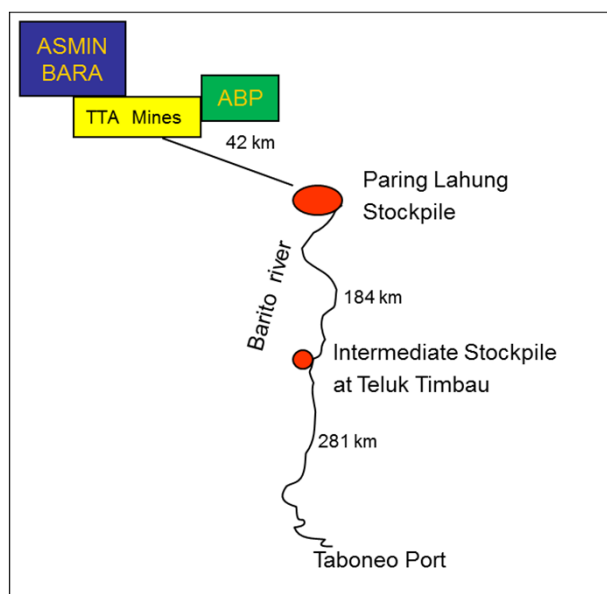 ASMIN
BARA
ABP
TTA Mines
42 km
Paring Lahung
Stockpile
Barito river
184 km
Intermediate Stockpile
at Teluk Timbau
281 km
Taboneo Port